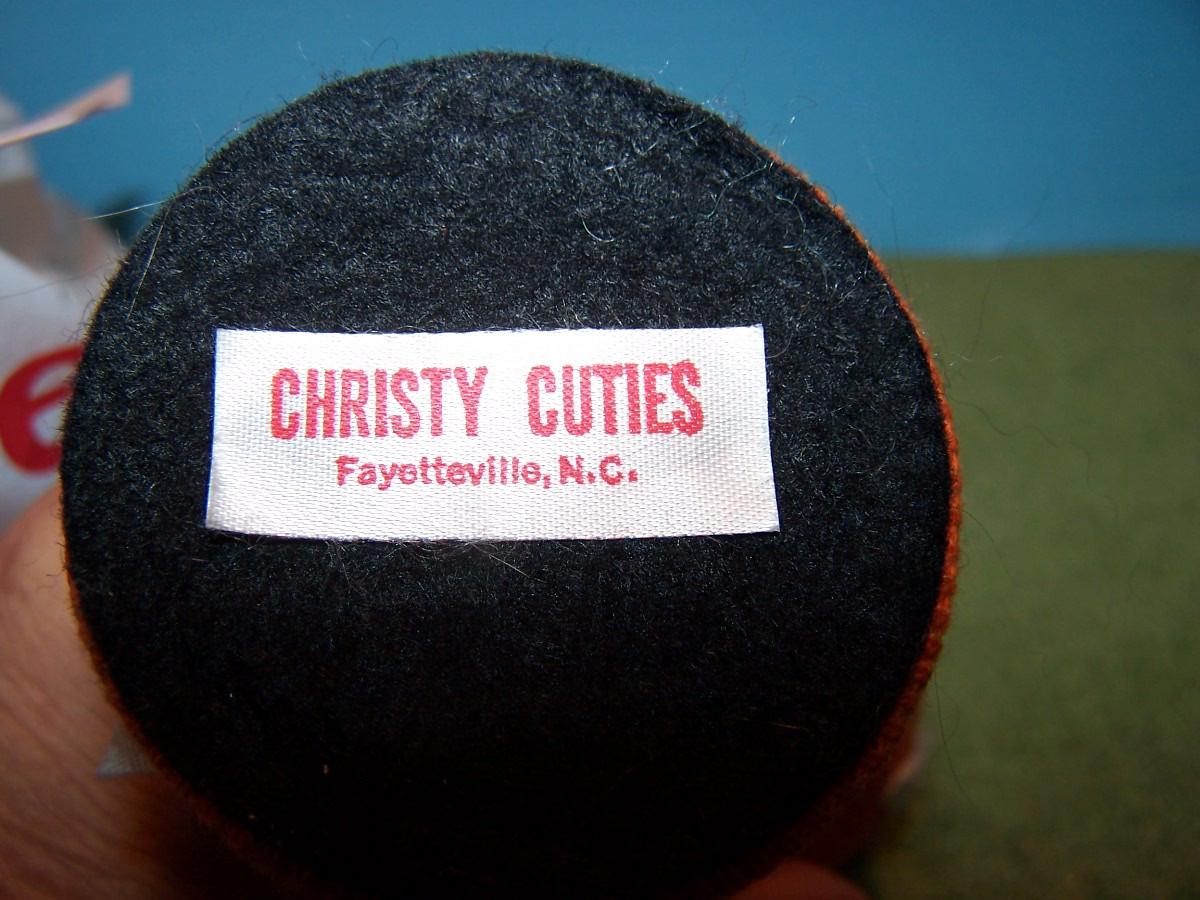 CHRISTY CUTIES
Fayetteville, N.C.
e